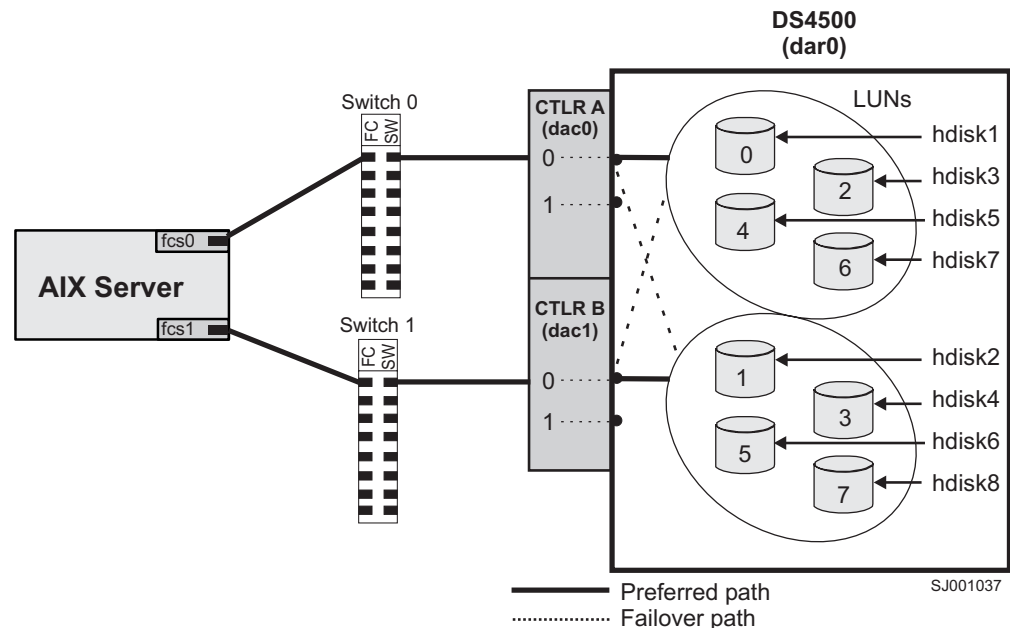 DS4500
(dar0)
Switch 0
FC
SW
CTLR A
(dac0)
0
1
LUNs
0
hdisk1
2
hdisk3
4
hdisk5
6
hdisk7
fcs0
AIX Server
fcs1
Switch 1
FC
SW
CTLR B
(dac1)
0
1
1
hdisk2
3
hdisk4
5
hdisk6
7
hdisk8
SJ001037
Preferred path
Failover path